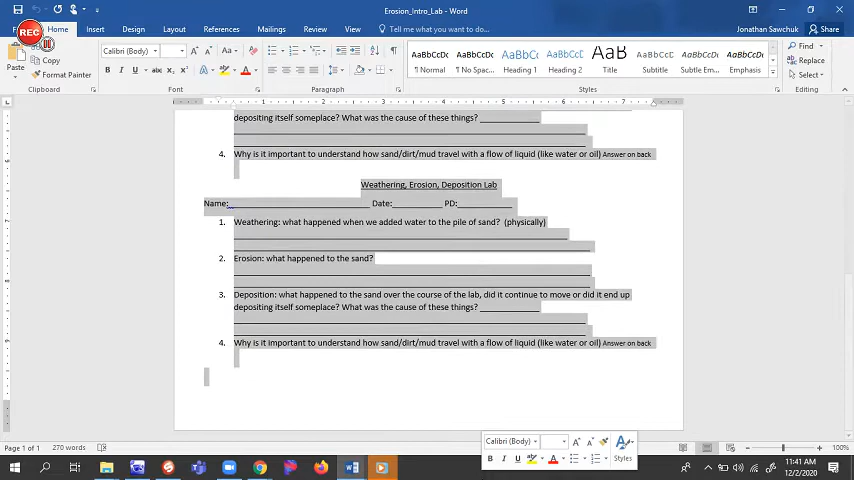 Erosion_Intro_Lab - Word
REC Home Insert Design Layout References Mailings Review View Help Tell me what you want to do Jonathan Sawchuk Share
Paste Copy Format Painter
Calibri (Body)
AaBbCcDc AaBbCcDc AaBbCc AaBbCcC AaB AaBbCcD AaBbCcDc AaBbCcDc
¶ Normal ¶ No Spac... Heading 1 Heading 2 Title Subtitle Subtle Em... Emphasis
Find Replace Select
Clipboard Font Paragraph Styles Editing
depositing itself someplace? What was the cause of these things? ____________
4. Why is it important to understand how sand/dirt/mud travel with a flow of liquid (like water or oil) Answer on back
Weathering, Erosion, Deposition Lab
Name:____________________________ Date:__________ PD:___________
1. Weathering: what happened when we added water to the pile of sand? (physically)
2. Erosion: what happened to the sand?
3. Deposition: what happened to the sand over the course of the lab, did it continue to move or did it end up
depositing itself someplace? What was the cause of these things? ____________
4. Why is it important to understand how sand/dirt/mud travel with a flow of liquid (like water or oil) Answer on back
Calibri (Body)
B I U Styles
Page 1 of 1 270 words 100%
11:41 AM
12/2/2020